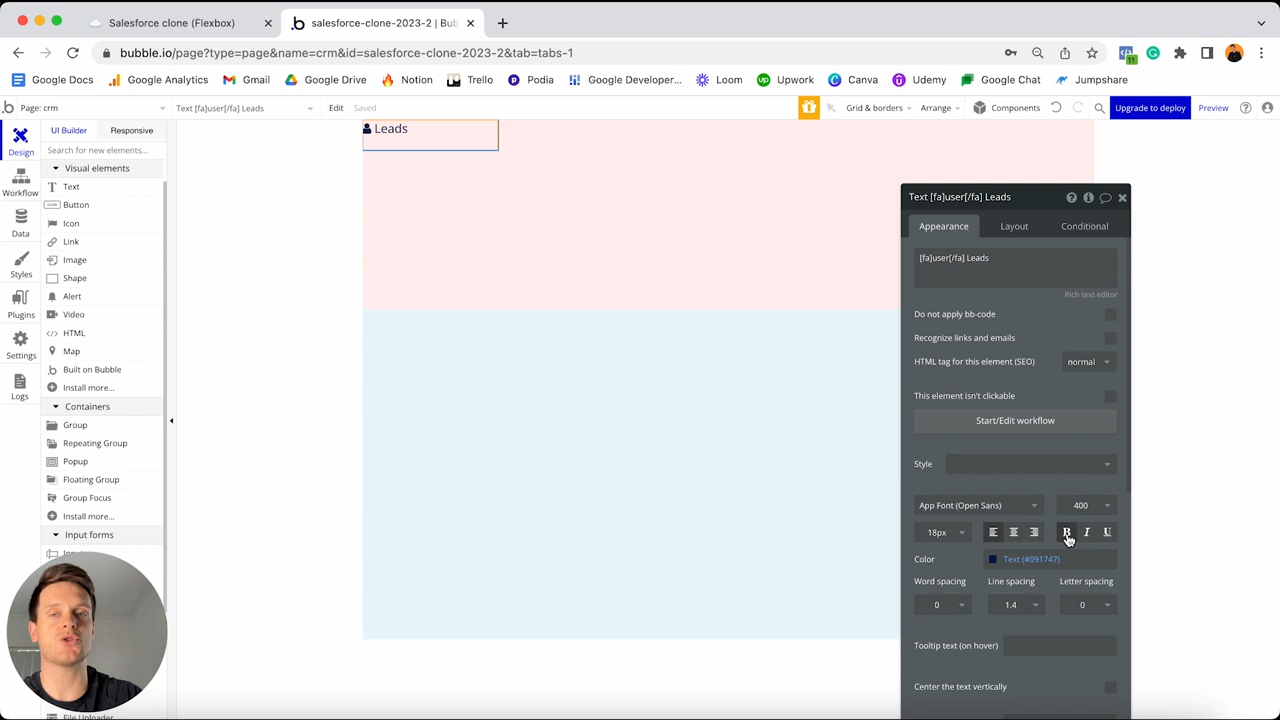 Salesforce clone (Flexbox)
salesforce-clone-2023-2 | Bub
bubble.io/page?type=page&name=crm&id=salesforce-clone-2023-2&tab=tabs-1
11
Google Docs
Google Analytics
Gmail
Google Drive
Notion
Trello
Podia
Google Developer...
Loom
Upwork
Canva
Udemy
Google Chat
Jumpshare
Page: crm
Text [fa]user[/fa] Leads
Edit
Saved
Grid & borders
Arrange
Components
Upgrade to deploy
Preview
Design
Workflow
Data
Styles
Plugins
Settings
Logs
UI Builder
Responsive
Search for new elements...
Visual elements
Text
Button
Icon
Link
Image
Shape
Alert
Video
HTML
Map
Built on Bubble
Install more...
Containers
Group
Repeating Group
Popup
Floating Group
Group Focus
Install more...
Input forms
File Uploader
Leads
Text [fa]user[/fa] Leads
Appearance
Layout
Conditional
[fa]user[/fa] Leads
Rich text editor
Do not apply bb-code
Recognize links and emails
HTML tag for this element (SEO)
normal
This element isn't clickable
Start/Edit workflow
Style
App Font (Open Sans)
400
18px
B I U
Color
Text (#091747)
Word spacing
Line spacing
Letter spacing
0
1.4
0
Tooltip text (on hover)
Center the text vertically